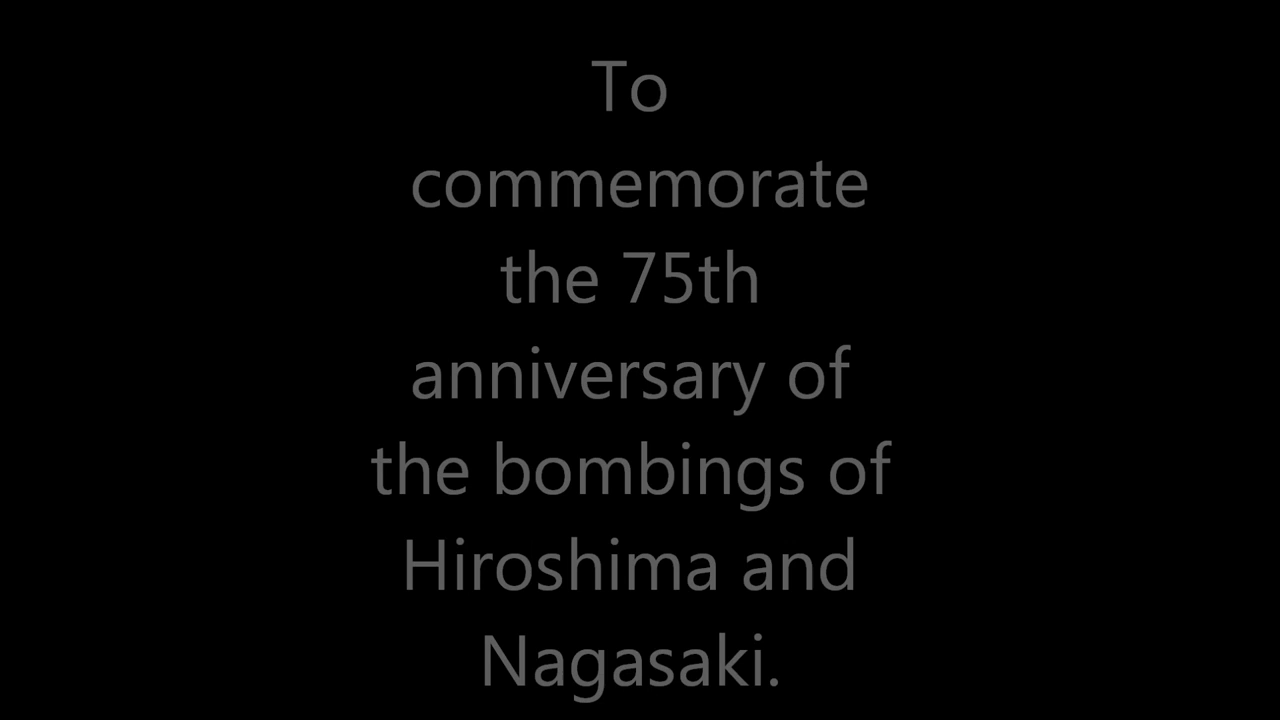 To
commemorate
the 75th
anniversary of
the bombings of
Hiroshima and
Nagasaki.